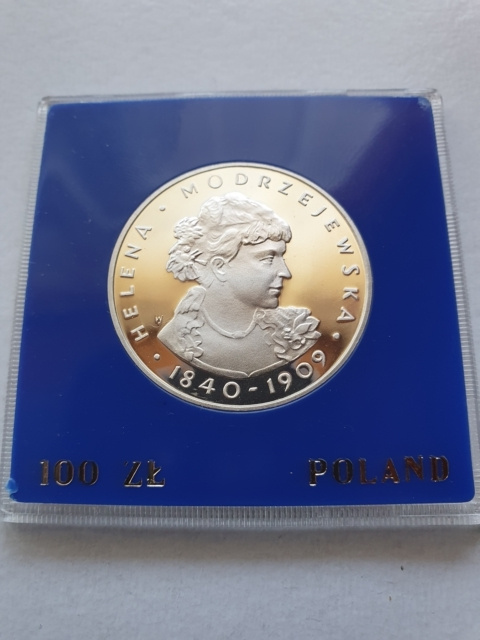 HELENA · MODRZEJEWSKA
· 1840-1909 ·
100 ZŁ POLAND